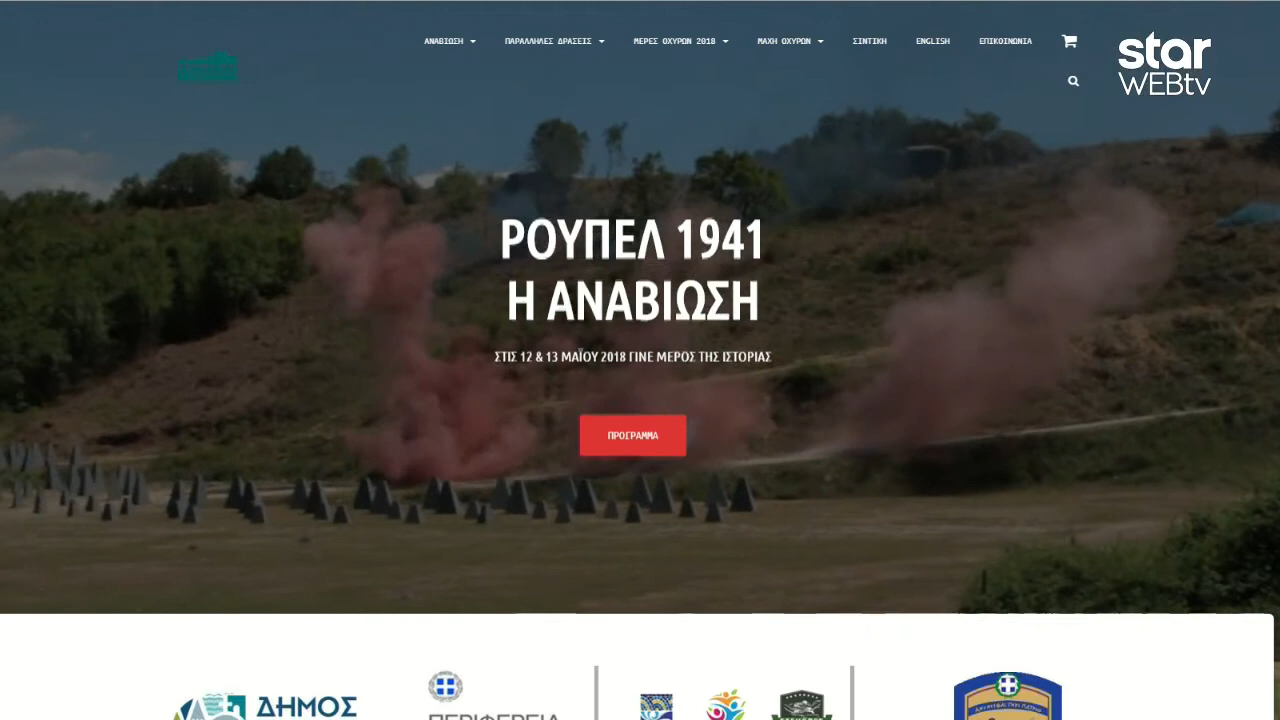 ΑΝΑΒΙΩΣΗ ΠΑΡΑΛΛΗΛΕΣ ΔΡΑΣΕΙΣ ΜΕΡΕΣ ΟΧΥΡΩΝ 2018 ΜΑΧΗ ΟΧΥΡΩΝ ΣΙΝΤΙΚΗ ENGLISH ΕΠΙΚΟΙΝΩΝΙΑ
star
WEBtv
ΡΟΥΠΕΛ 1941
Η ΑΝΑΒΙΩΣΗ
ΣΤΙΣ 12 & 13 ΜΑΪΟΥ 2018 ΓΙΝΕ ΜΕΡΟΣ ΤΗΣ ΙΣΤΟΡΙΑΣ
ΠΡΟΓΡΑΜΜΑ
ΔΗΜΟΣ
ΠΕΡΙΦΕΡΕΙΑ